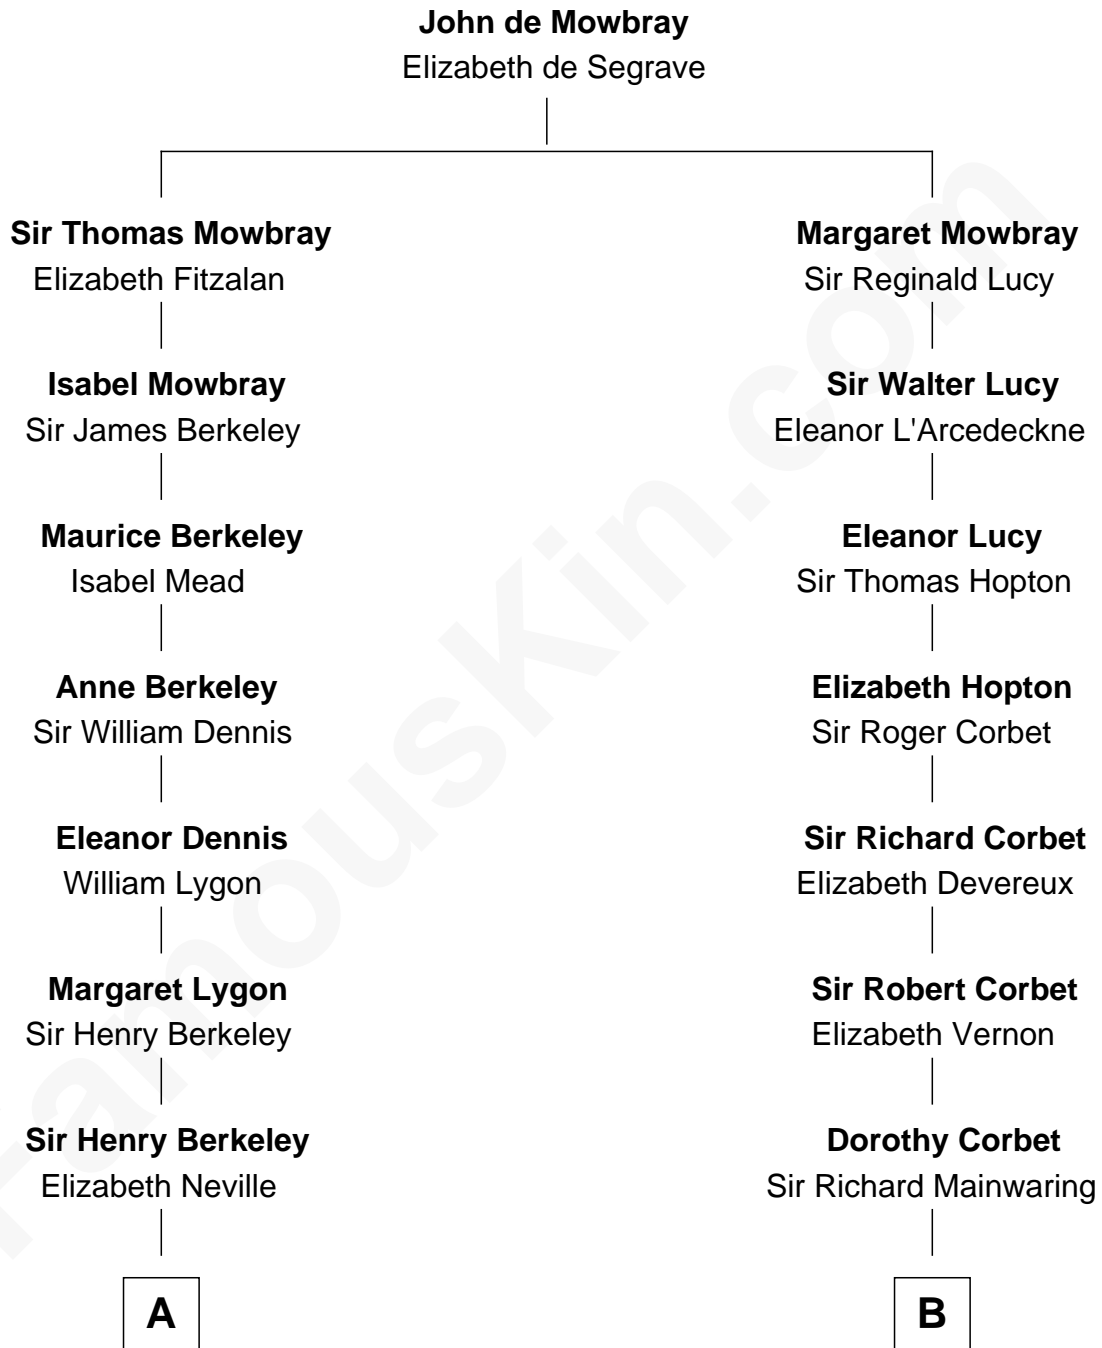 John de Mowbray
Elizabeth de Segrave
Sir Thomas Mowbray
Elizabeth Fitzalan
Margaret Mowbray
Sir Reginald Lucy
Isabel Mowbray
Sir James Berkeley
Sir Walter Lucy
Eleanor L'Arcedeckne
Maurice Berkeley
Isabel Mead
Eleanor Lucy
Sir Thomas Hopton
Anne Berkeley
Sir William Dennis
Elizabeth Hopton
Sir Roger Corbet
Eleanor Dennis
William Lygon
Sir Richard Corbet
Elizabeth Devereux
Margaret Lygon
Sir Henry Berkeley
Sir Robert Corbet
Elizabeth Vernon
Sir Henry Berkeley
Elizabeth Neville
Dorothy Corbet
Sir Richard Mainwaring
A
B
FamousKin.com